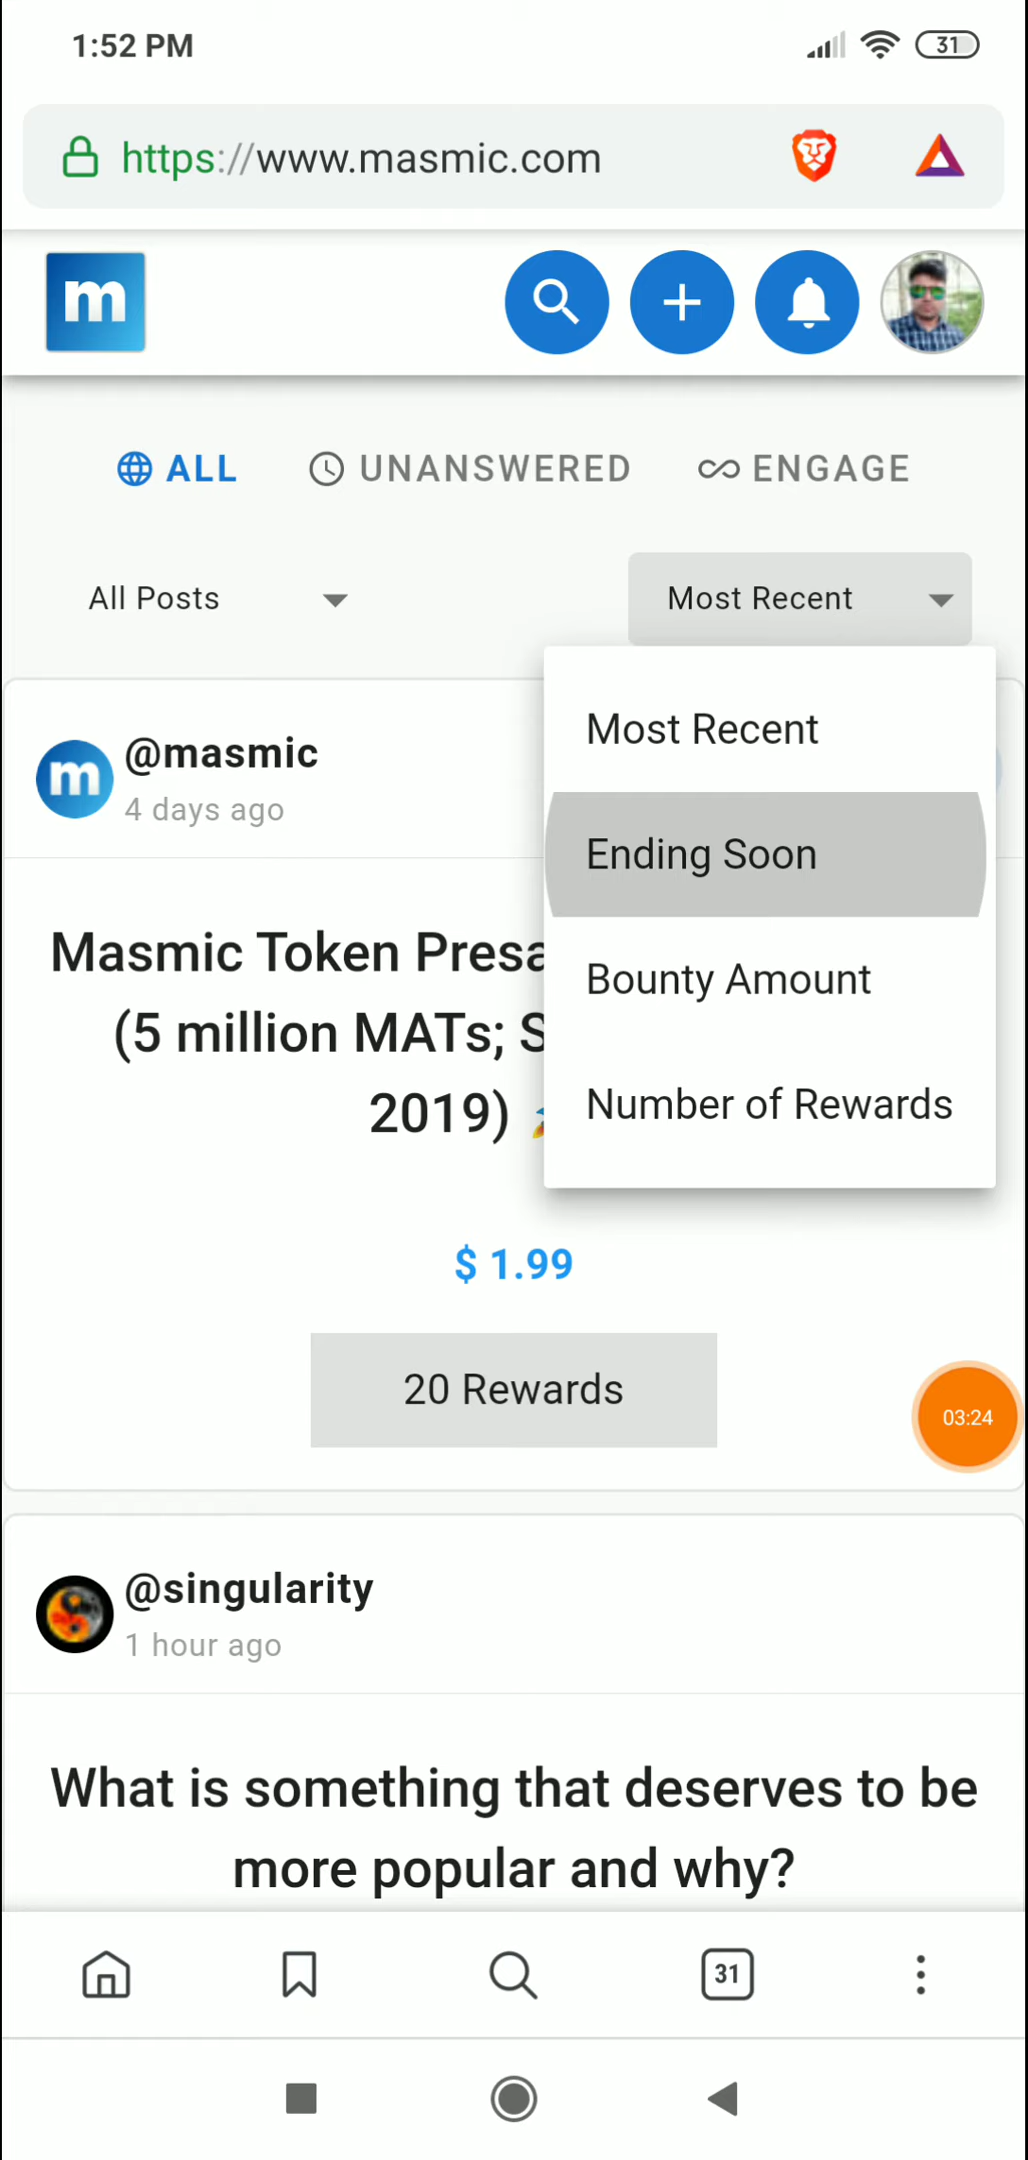 1:52 PM
31
https://www.masmic.com
m
ALL
UNANSWERED
ENGAGE
All Posts
Most Recent
Most Recent
Ending Soon
Bounty Amount
Number of Rewards
m
@masmic
4 days ago
Masmic Token Presa
(5 million MATs; S
2019)
$ 1.99
20 Rewards
03:24
@singularity
1 hour ago
What is something that deserves to be
more popular and why?
31